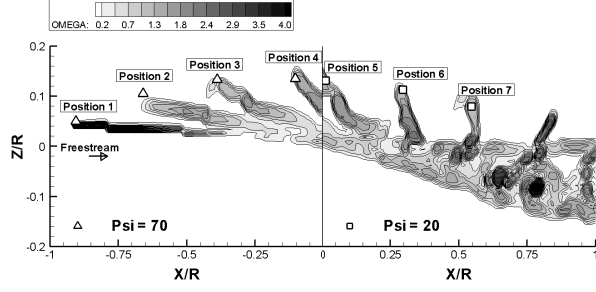 OMEGA: 0.2 0.7 1.2 1.8 2.4 2.9 3.5 4.0
Position 4
Position 3
Position 5
Position 2
Position 6
Position 7
Position 1
Freestream
Psi = 70
Psi = 20
0.2
0.1
0
-0.1
-0.2
Z/R
-1 -0.75 -0.5 -0.25 0 0.25 0.5 0.75 1
X/R X/R